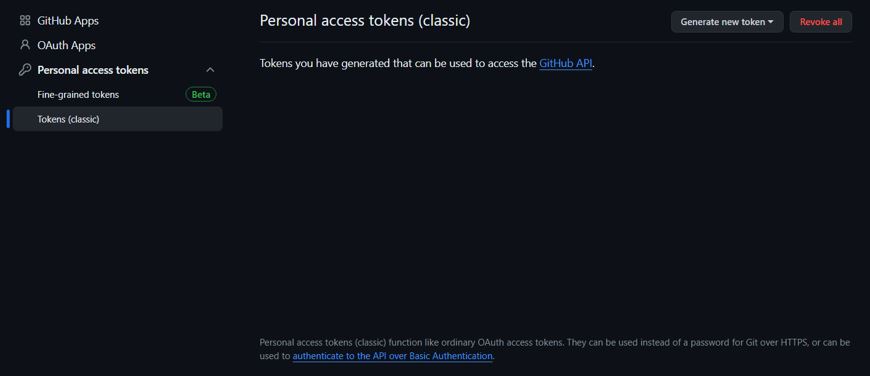 GitHub Apps
OAuth Apps
Personal access tokens
Fine-grained tokens Beta
Tokens (classic)
Personal access tokens (classic)
Generate new token
Revoke all
Tokens you have generated that can be used to access the GitHub API.
Personal access tokens (classic) function like ordinary OAuth access tokens. They can be used instead of a password for Git over HTTPS, or can be
used to authenticate to the API over Basic Authentication.